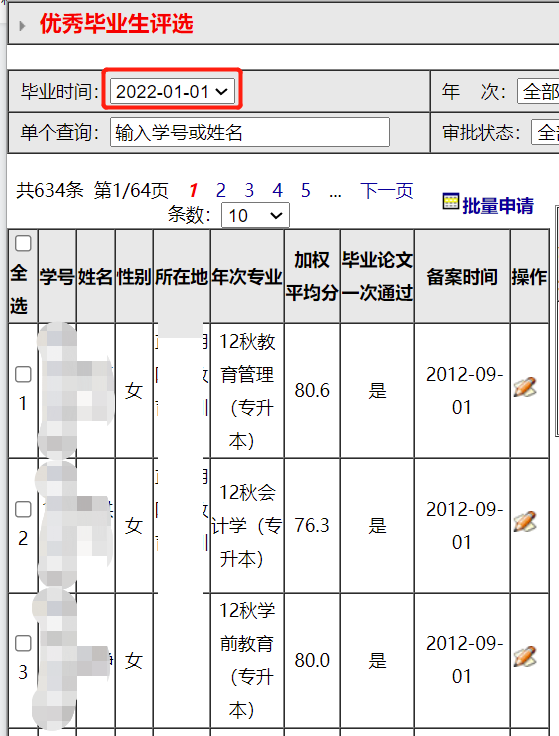 优秀毕业生评选
毕业时间: 2022-01-01 年 次: 全部
单个查询: 输入学号或姓名 审批状态:
共634条 第1/64页 1 2 3 4 5 ... 下一页
条数: 10 批量申请
全选 学号 姓名 性别 所在地 年次专业 加权平均分 毕业论文一次通过 备案时间 操作
1 女 12秋教育管理（专升本） 80.6 是 2012-09-01
2 女 12秋会计学（专升本） 76.3 是 2012-09-01
3 女 12秋学前教育（专升本） 80.0 是 2012-09-01